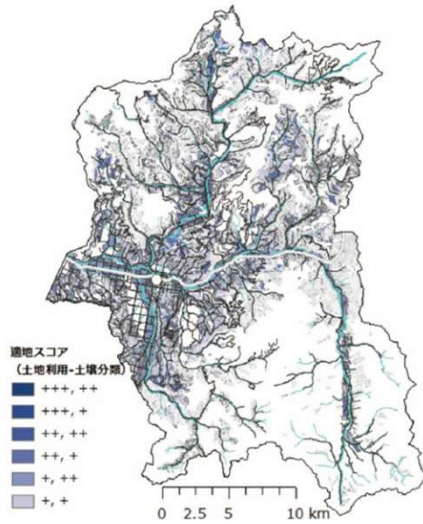 適地スコア
(土地利用-土壌分類)
+++, ++
+++, +
++, ++
++, +
+, ++
+, +
0 2.5 5 10 km